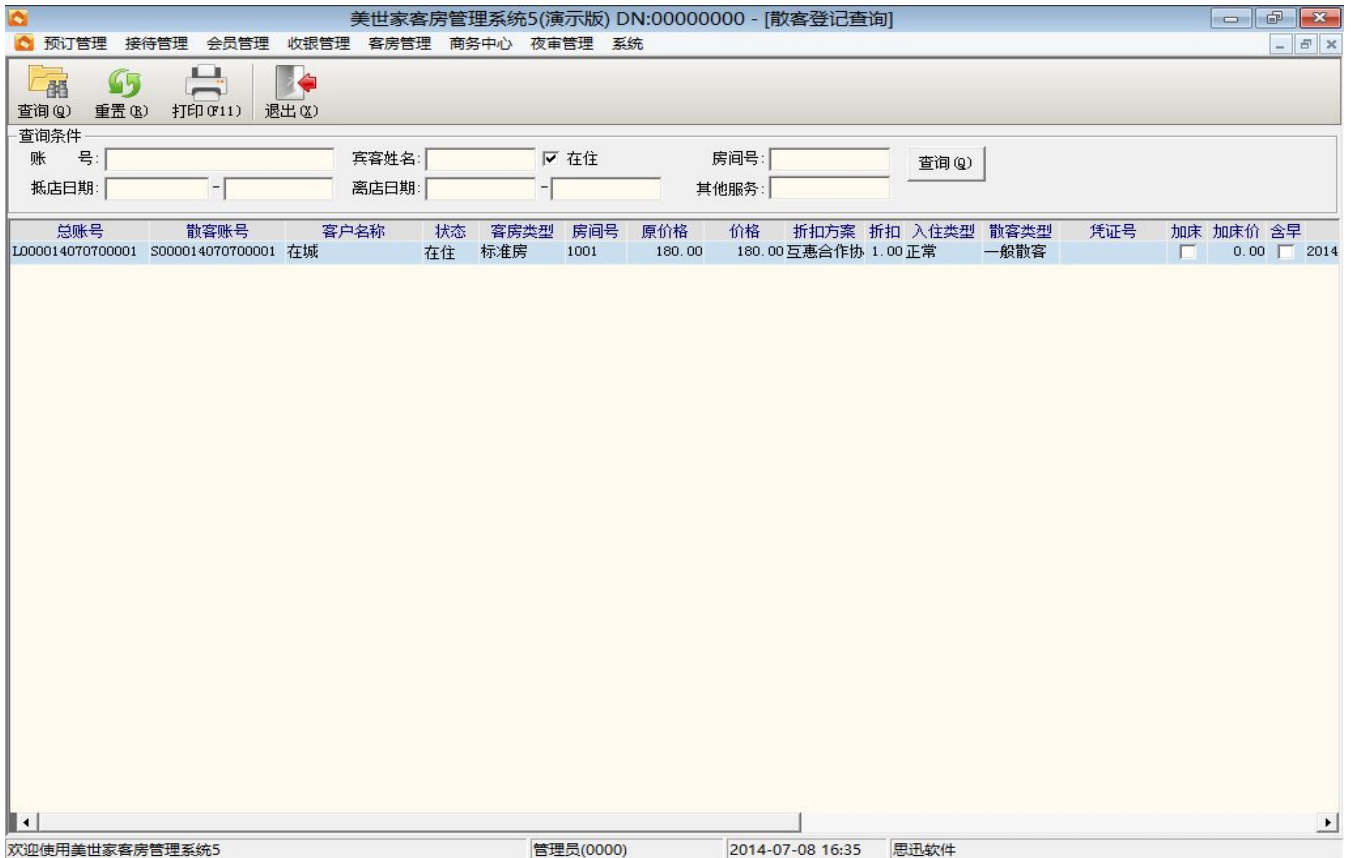 美世家客房管理系统5(演示版) DN:00000000 - [散客登记查询]
预订管理 接待管理 会员管理 收银管理 客房管理 商务中心 夜审管理 系统
查询(Q) 重置(R) 打印(F11) 退出(X)
查询条件
账 号: 宾客姓名: 在住 房间号: 查询(Q)
抵店日期: - 离店日期: - 其他服务:
总账号 散客账号 客户名称 状态 客房类型 房间号 原价格 价格 折扣方案 折扣 入住类型 散客类型 凭证号 加床 加床价 含早
L000014070700001 S000014070700001 在城 在住 标准房 1001 180.00 180.00 互惠合作协 1.00 正常 一般散客 0.00 2014
欢迎使用美世家客房管理系统5 管理员(0000) 2014-07-08 16:35 思迅软件